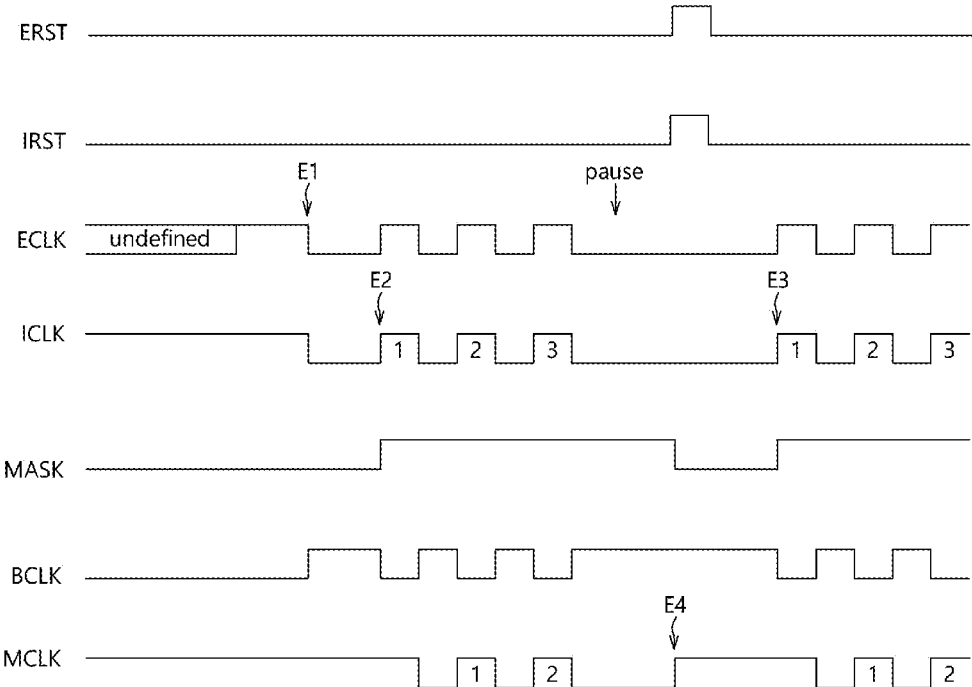 ERST
IRST
E1 pause
ECLK undefined
E2 E3
ICLK 1 2 3 1 2 3
MASK
BCLK
E4
MCLK 1 2 1 2